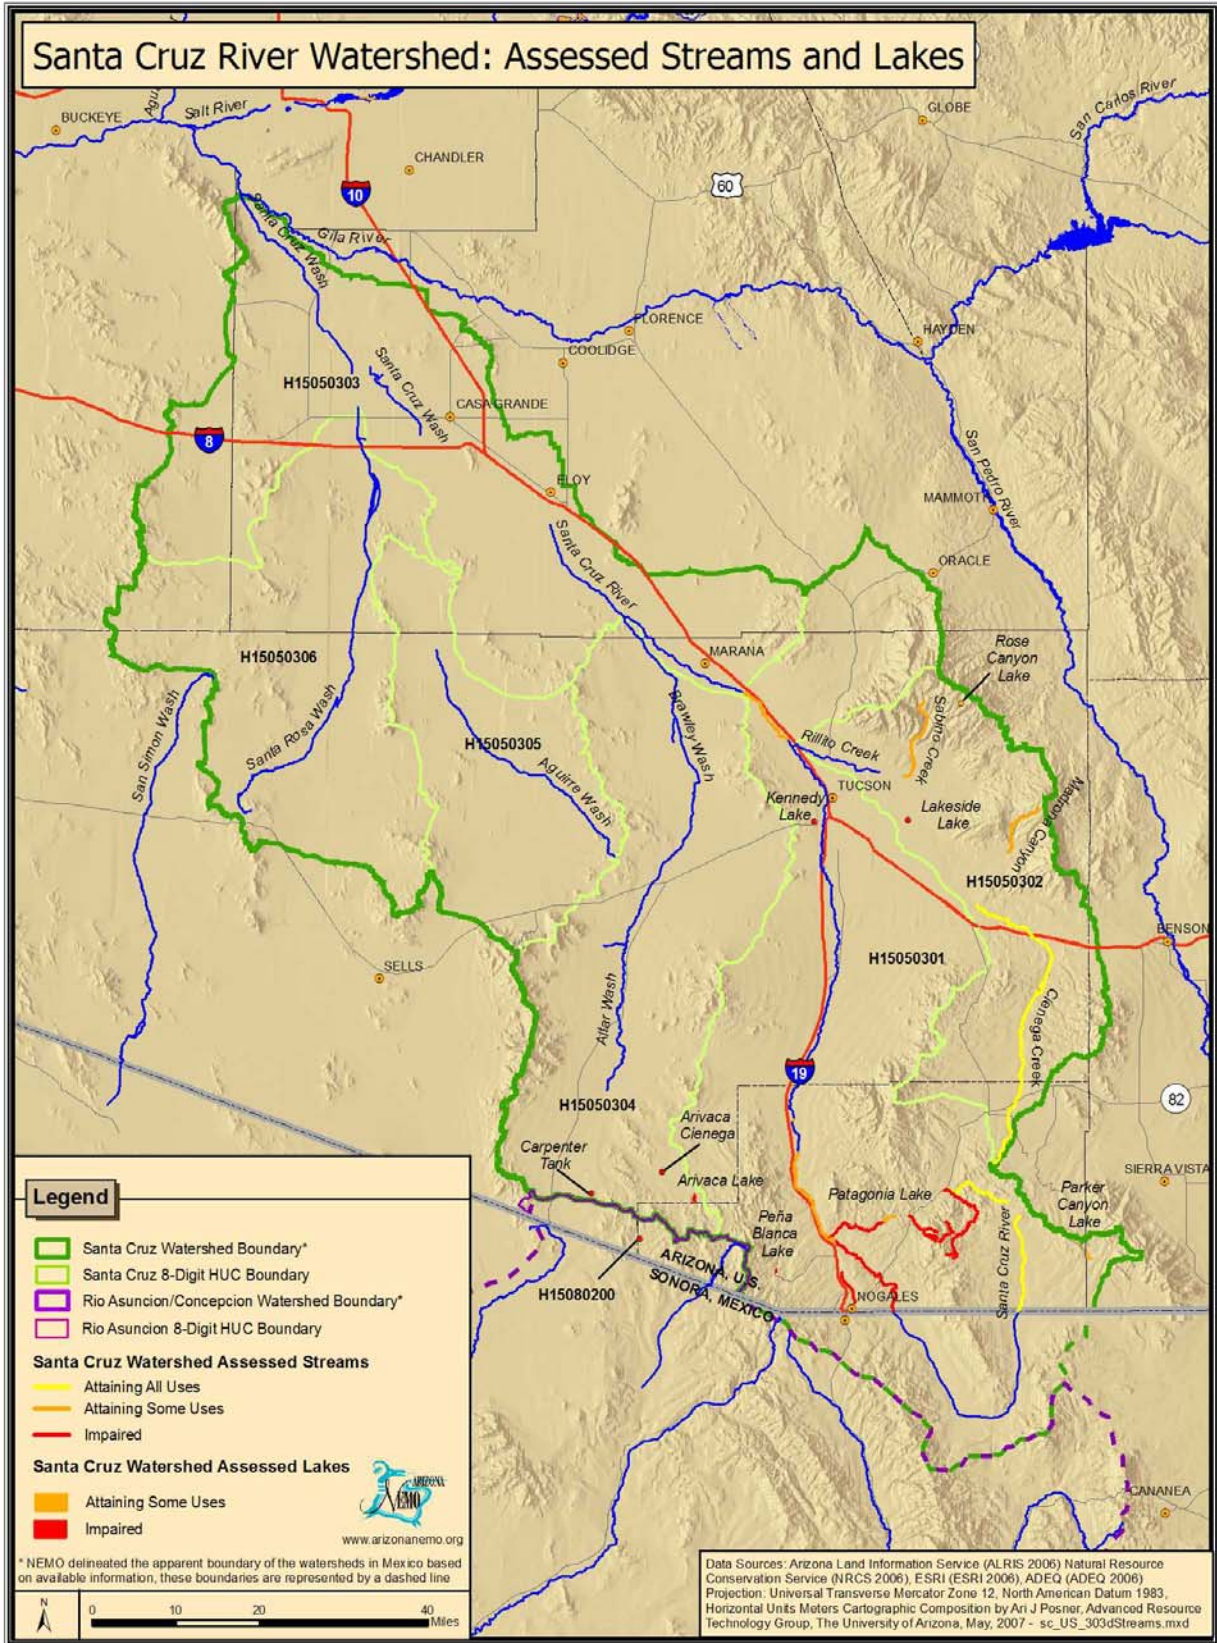 Santa Cruz River Watershed: Assessed Streams and Lakes
BUCKEYE
Agu
Salt River
GLOBE
San Carlos River
CHANDLER
10
60
Santa Cruz Wash
Gila River
FLORENCE
HAYDEN
COOLIDGE
H15050303
Santa Cruz Wash
CASA GRANDE
8
San Pedro River
ELOY
MAMMOTH
Santa Cruz River
ORACLE
H15050306
MARANA
Rose
Canyon
Lake
San Simon Wash
Santa Rosa Wash
H15050305
Aguirre Wash
Brawley Wash
Rillito Creek
Sabino Creek
TUCSON
Kennedy
Lake
Lakeside
Lake
Madrona Canyon
H15050302
BENSON
SELLS
H15050301
Altar Wash
Cienega Creek
19
82
H15050304
Arivaca
Cienega
Carpenter
Tank
Arivaca Lake
Patagonia Lake
SIERRA VISTA
Parker
Canyon
Lake
Peña
Blanca
Lake
Santa Cruz River
ARIZONA, U.S.
SONORA, MEXICO
H15080200
NOGALES
CANANEA
Legend
Santa Cruz Watershed Boundary*
Santa Cruz 8-Digit HUC Boundary
Rio Asuncion/Concepcion Watershed Boundary*
Rio Asuncion 8-Digit HUC Boundary
Santa Cruz Watershed Assessed Streams
Attaining All Uses
Attaining Some Uses
Impaired
Santa Cruz Watershed Assessed Lakes
Attaining Some Uses
Impaired
ARIZONA
NEMO
www.arizonanemo.org
* NEMO delineated the apparent boundary of the watersheds in Mexico based
on available information, these boundaries are represented by a dashed line
N
0 10 20 40
Miles
Data Sources: Arizona Land Information Service (ALRIS 2006) Natural Resource
Conservation Service (NRCS 2006), ESRI (ESRI 2006), ADEQ (ADEQ 2006)
Projection: Universal Transverse Mercator Zone 12, North American Datum 1983,
Horizontal Units Meters Cartographic Composition by Ari J Posner, Advanced Resource
Technology Group, The University of Arizona, May, 2007 - sc_US_303dStreams.mxd